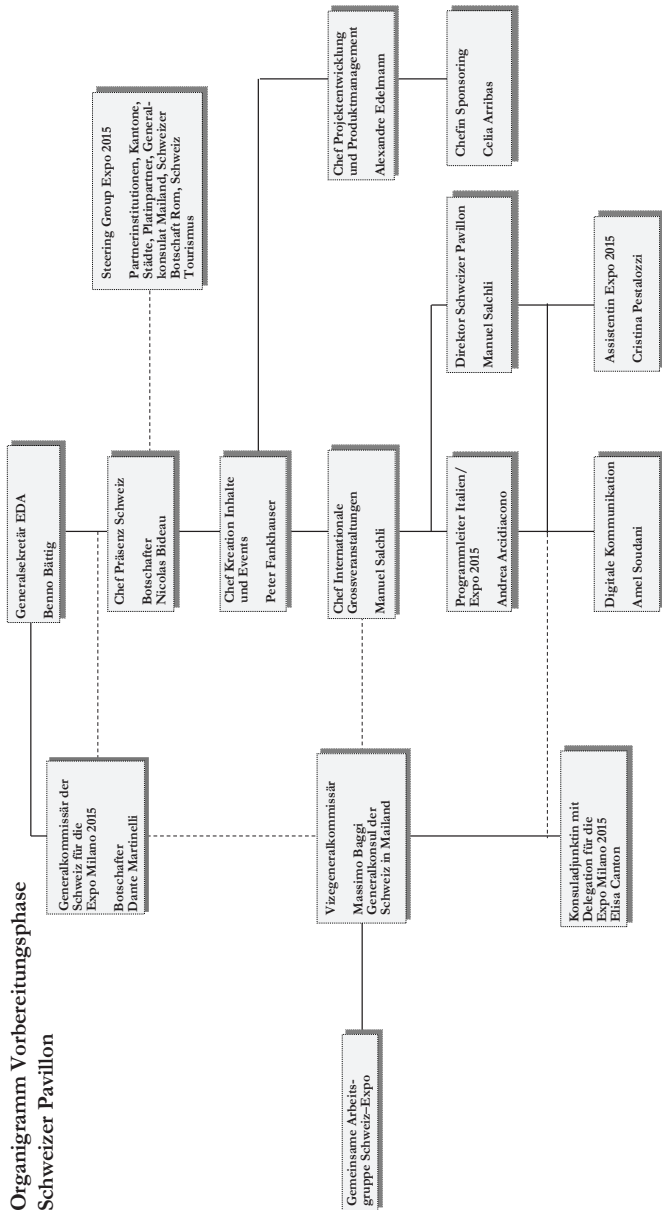 Organigramm Vorbereitungsphase
Schweizer Pavillon
Generalsekretär EDA
Benno Bättig
Generalkommissär der
Schweiz für die
Expo Milano 2015
Botschafter
Dante Martinelli
Chef Präsenz Schweiz
Botschafter
Nicolas Bideau
Steering Group Expo 2015
Partnerinstitutionen, Kantone,
Städte, Platinpartner, General-
konsulat Mailand, Schweizer
Botschaft Rom, Schweiz
Tourismus
Chef Kreation Inhalte
und Events
Peter Fankhauser
Gemeinsame Arbeits-
gruppe Schweiz–Expo
Vizegeneralkommissär
Massimo Baggi
Generalkonsul der
Schweiz in Mailand
Chef Internationale
Grossveranstaltungen
Manuel Salchli
Chef Projektentwicklung
und Produktmanagement
Alexandre Edelmann
Programmleiter Italien/
Expo 2015
Andrea Arcidiacono
Direktor Schweizer Pavillon
Manuel Salchli
Chefin Sponsoring
Celia Arribas
Konsuladjunktin mit
Delegation für die
Expo Milano 2015
Elisa Canton
Digitale Kommunikation
Amel Soudani
Assistentin Expo 2015
Cristina Pestalozzi